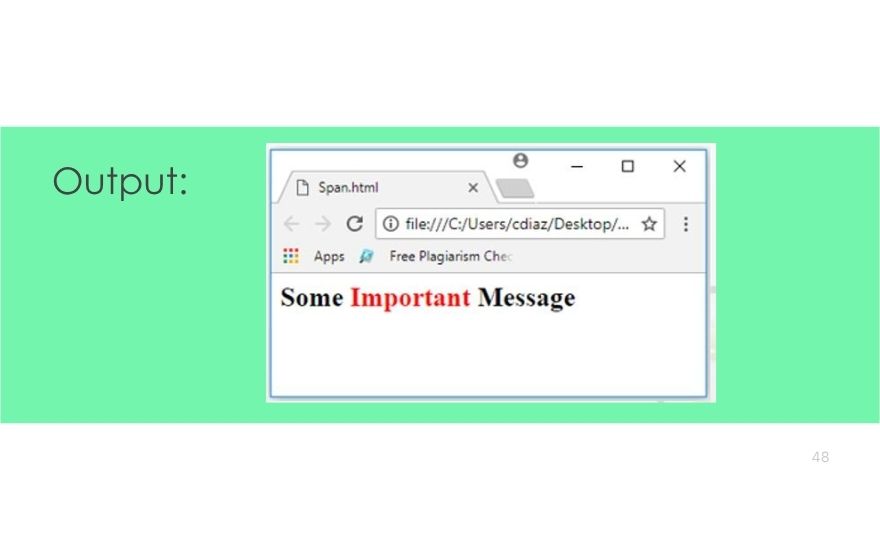 Output:
Span.html
file:///C:/Users/cdiaz/Desktop/...
Apps Free Plagiarism Chec
Some Important Message
48